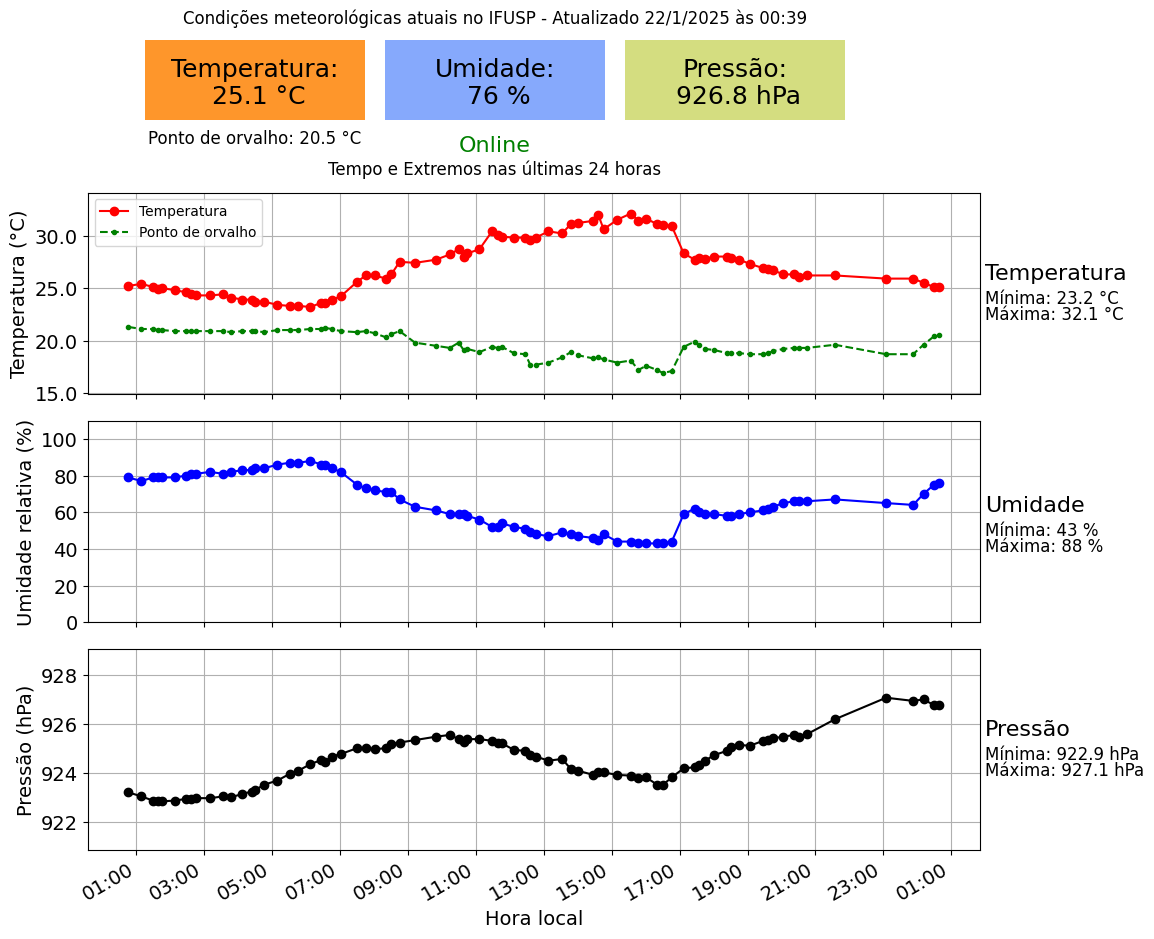 Condições meteorológicas atuais no IFUSP - Atualizado 22/1/2025 às 00:39
Temperatura:
25.1 °C
Umidade:
76 %
Pressão:
926.8 hPa
Ponto de orvalho: 20.5 °C
Online
Tempo e Extremos nas últimas 24 horas
Temperatura (°C)
30.0
25.0
20.0
15.0
Temperatura
Ponto de orvalho
Temperatura
Mínima: 23.2 °C
Máxima: 32.1 °C
Umidade relativa (%)
100
80
60
40
20
0
Umidade
Mínima: 43 %
Máxima: 88 %
Pressão (hPa)
928
926
924
922
Pressão
Mínima: 922.9 hPa
Máxima: 927.1 hPa
01:00 03:00 05:00 07:00 09:00 11:00 13:00 15:00 17:00 19:00 21:00 23:00 01:00
Hora local